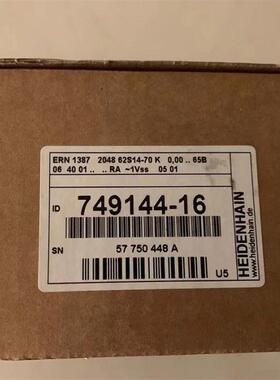 ERN 1387 2048 62S14-70 K 0,00 .. 65B
06 40 01 .. .. RA ~1Vss 05 01
ID 749144-16
SN 57 750 448 A
U5
HEIDENHAIN
www.heidenhain.de